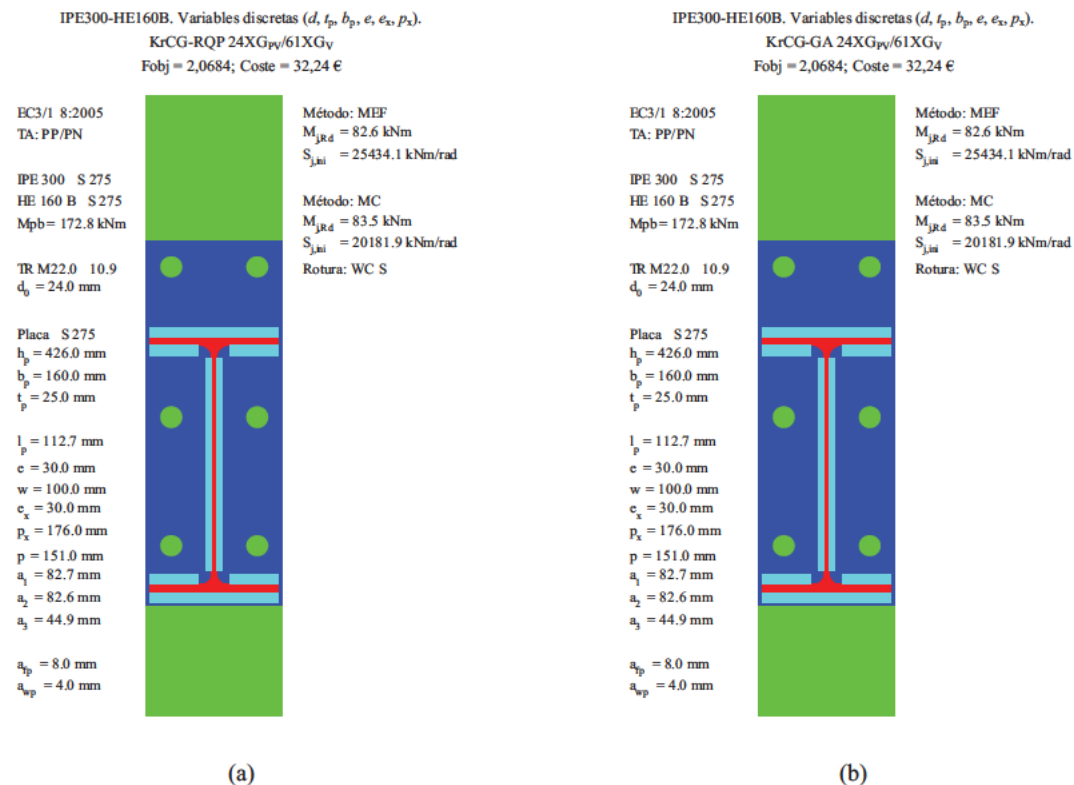 IPE300-HE160B. Variables discretas (d, tp, bp, e, ex, px).
KrCG-RQP 24XGPV/61XGV
Fobj = 2,0684; Coste = 32,24 €
EC3/1 8:2005
TA: PP/PN
IPE 300 S 275
HE 160 B S 275
Mpb= 172.8 kNm
TR M22.0 10.9
d0 = 24.0 mm
Placa S 275
hp = 426.0 mm
bp = 160.0 mm
tp = 25.0 mm
lp = 112.7 mm
e = 30.0 mm
w = 100.0 mm
ex = 30.0 mm
px = 176.0 mm
p = 151.0 mm
a1 = 82.7 mm
a2 = 82.6 mm
a3 = 44.9 mm
afp = 8.0 mm
awp = 4.0 mm
Método: MEF
Mj,Rd = 82.6 kNm
Sj,ini = 25434.1 kNm/rad
Método: MC
Mj,Rd = 83.5 kNm
Sj,ini = 20181.9 kNm/rad
Rotura: WC S
(a)
IPE300-HE160B. Variables discretas (d, tp, bp, e, ex, px).
KrCG-GA 24XGPV/61XGV
Fobj = 2,0684; Coste = 32,24 €
EC3/1 8:2005
TA: PP/PN
IPE 300 S 275
HE 160 B S 275
Mpb= 172.8 kNm
TR M22.0 10.9
d0 = 24.0 mm
Placa S 275
hp = 426.0 mm
bp = 160.0 mm
tp = 25.0 mm
lp = 112.7 mm
e = 30.0 mm
w = 100.0 mm
ex = 30.0 mm
px = 176.0 mm
p = 151.0 mm
a1 = 82.7 mm
a2 = 82.6 mm
a3 = 44.9 mm
afp = 8.0 mm
awp = 4.0 mm
Método: MEF
Mj,Rd = 82.6 kNm
Sj,ini = 25434.1 kNm/rad
Método: MC
Mj,Rd = 83.5 kNm
Sj,ini = 20181.9 kNm/rad
Rotura: WC S
(b)